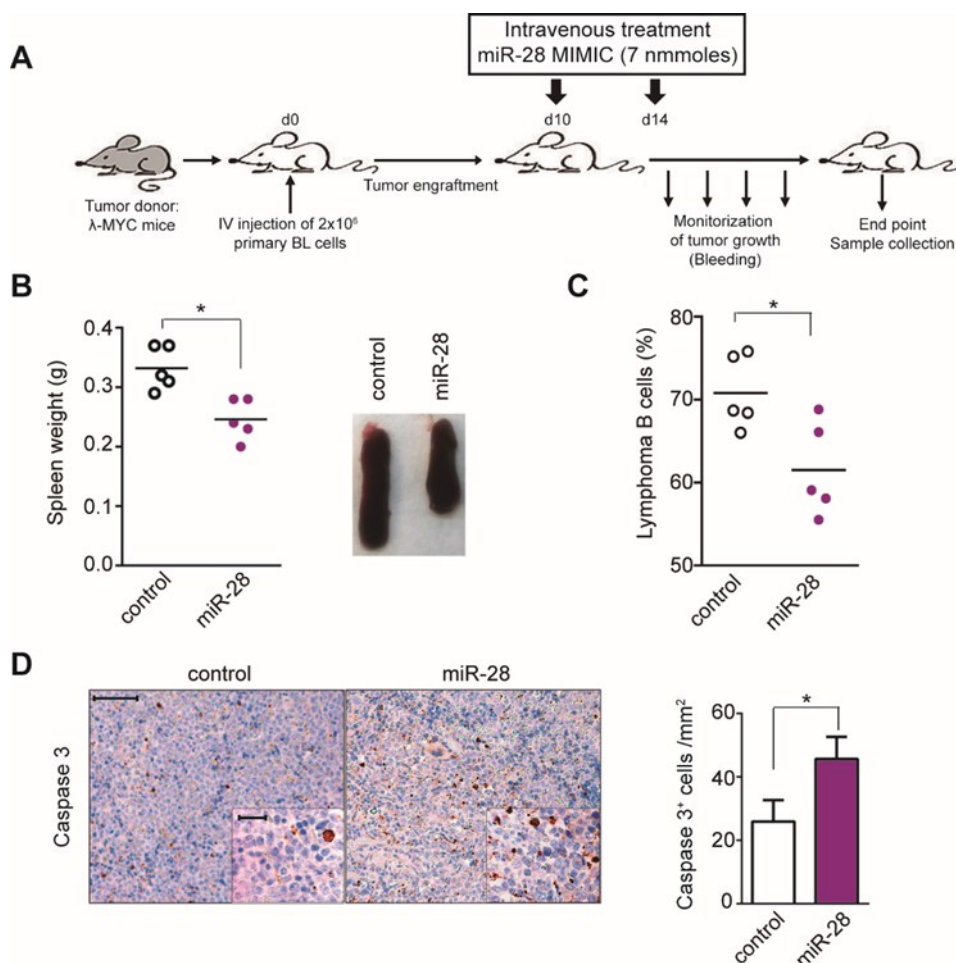 A
Intravenous treatment
miR-28 MIMIC (7 nmmoles)
d0
d10
d14
Tumor engraftment
Tumor donor:
λ-MYC mice
IV injection of 2x10⁶
primary BL cells
Monitorization
of tumor growth
(Bleeding)
End point
Sample collection
B
Spleen weight (g)
0.4
0.3
0.2
0.1
0.0
*
control
miR-28
control
miR-28
C
Lymphoma B cells (%)
80
70
60
50
*
control
miR-28
D
control
miR-28
Caspase 3
Caspase 3⁺ cells /mm²
60
40
20
0
*
control
miR-28